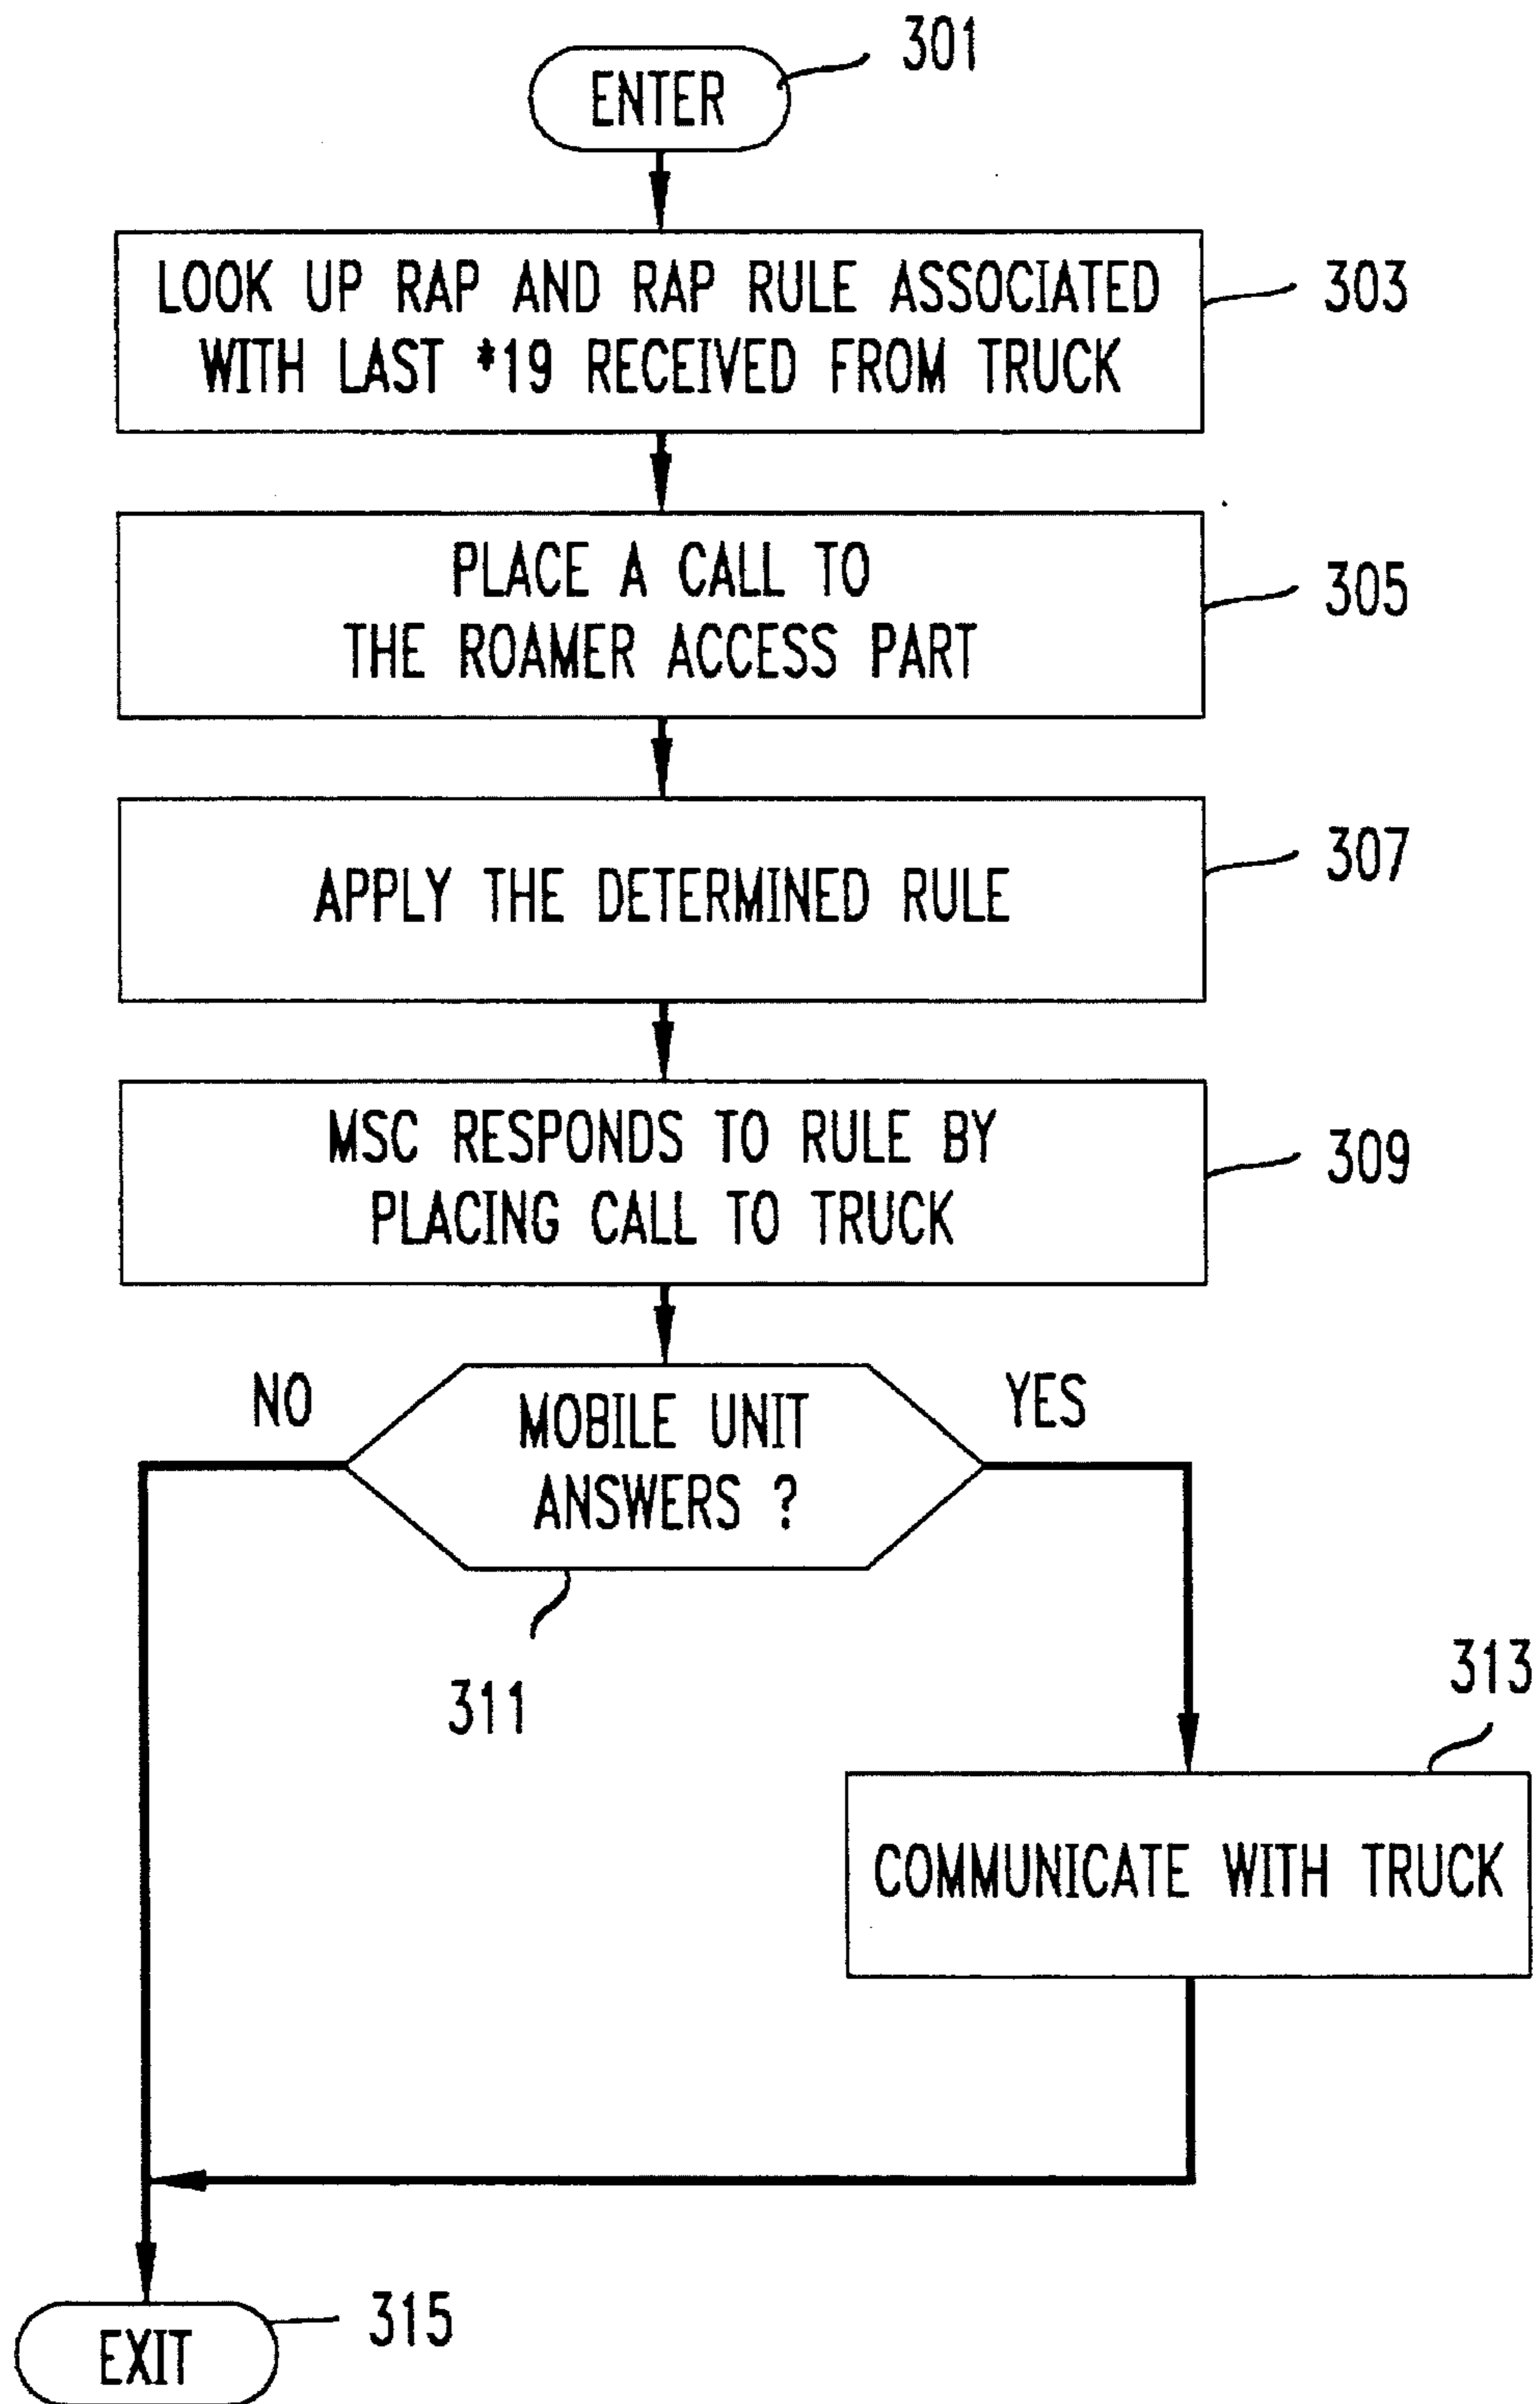 301
ENTER
LOOK UP RAP AND RAP RULE ASSOCIATED
WITH LAST *19 RECEIVED FROM TRUCK
303
PLACE A CALL TO
THE ROAMER ACCESS PART
305
APPLY THE DETERMINED RULE
307
MSC RESPONDS TO RULE BY
PLACING CALL TO TRUCK
309
NO
MOBILE UNIT
ANSWERS ?
YES
311
313
COMMUNICATE WITH TRUCK
EXIT
315